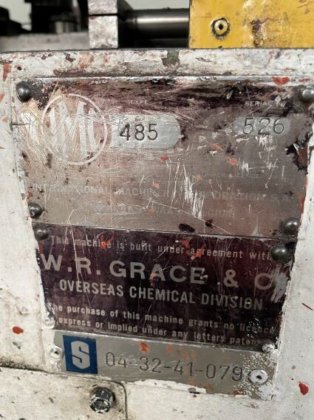 IMC
485 526
INTERNATIONAL MACHINE
This machine is built under agreement with
W.R. GRACE & C
OVERSEAS CHEMICAL DIVISION
The purchase of this machine grants no license
express or implied under any letters patent
S 04-32-41-079